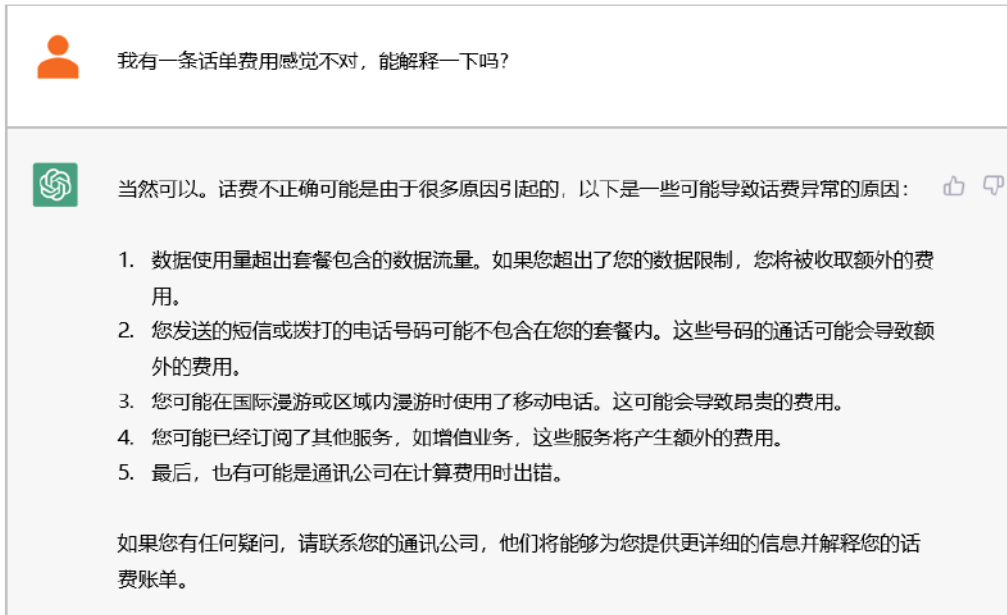 我有一条话单费用感觉不对，能解释一下吗？
当然可以。话费不正确可能是由于很多原因引起的，以下是一些可能导致话费异常的原因：
1. 数据使用量超出套餐包含的数据流量。如果您超出了您的数据限制，您将被收取额外的费
用。
2. 您发送的短信或拨打的电话号码可能不包含在您的套餐内。这些号码的通话可能会导致额
外的费用。
3. 您可能在国际漫游或区域内漫游时使用了移动电话。这可能会导致昂贵的费用。
4. 您可能已经订阅了其他服务，如增值业务，这些服务将产生额外的费用。
5. 最后，也有可能是通讯公司在计算费用时出错。
如果您有任何疑问，请联系您的通讯公司，他们将能够为您提供更详细的信息并解释您的话
费账单。